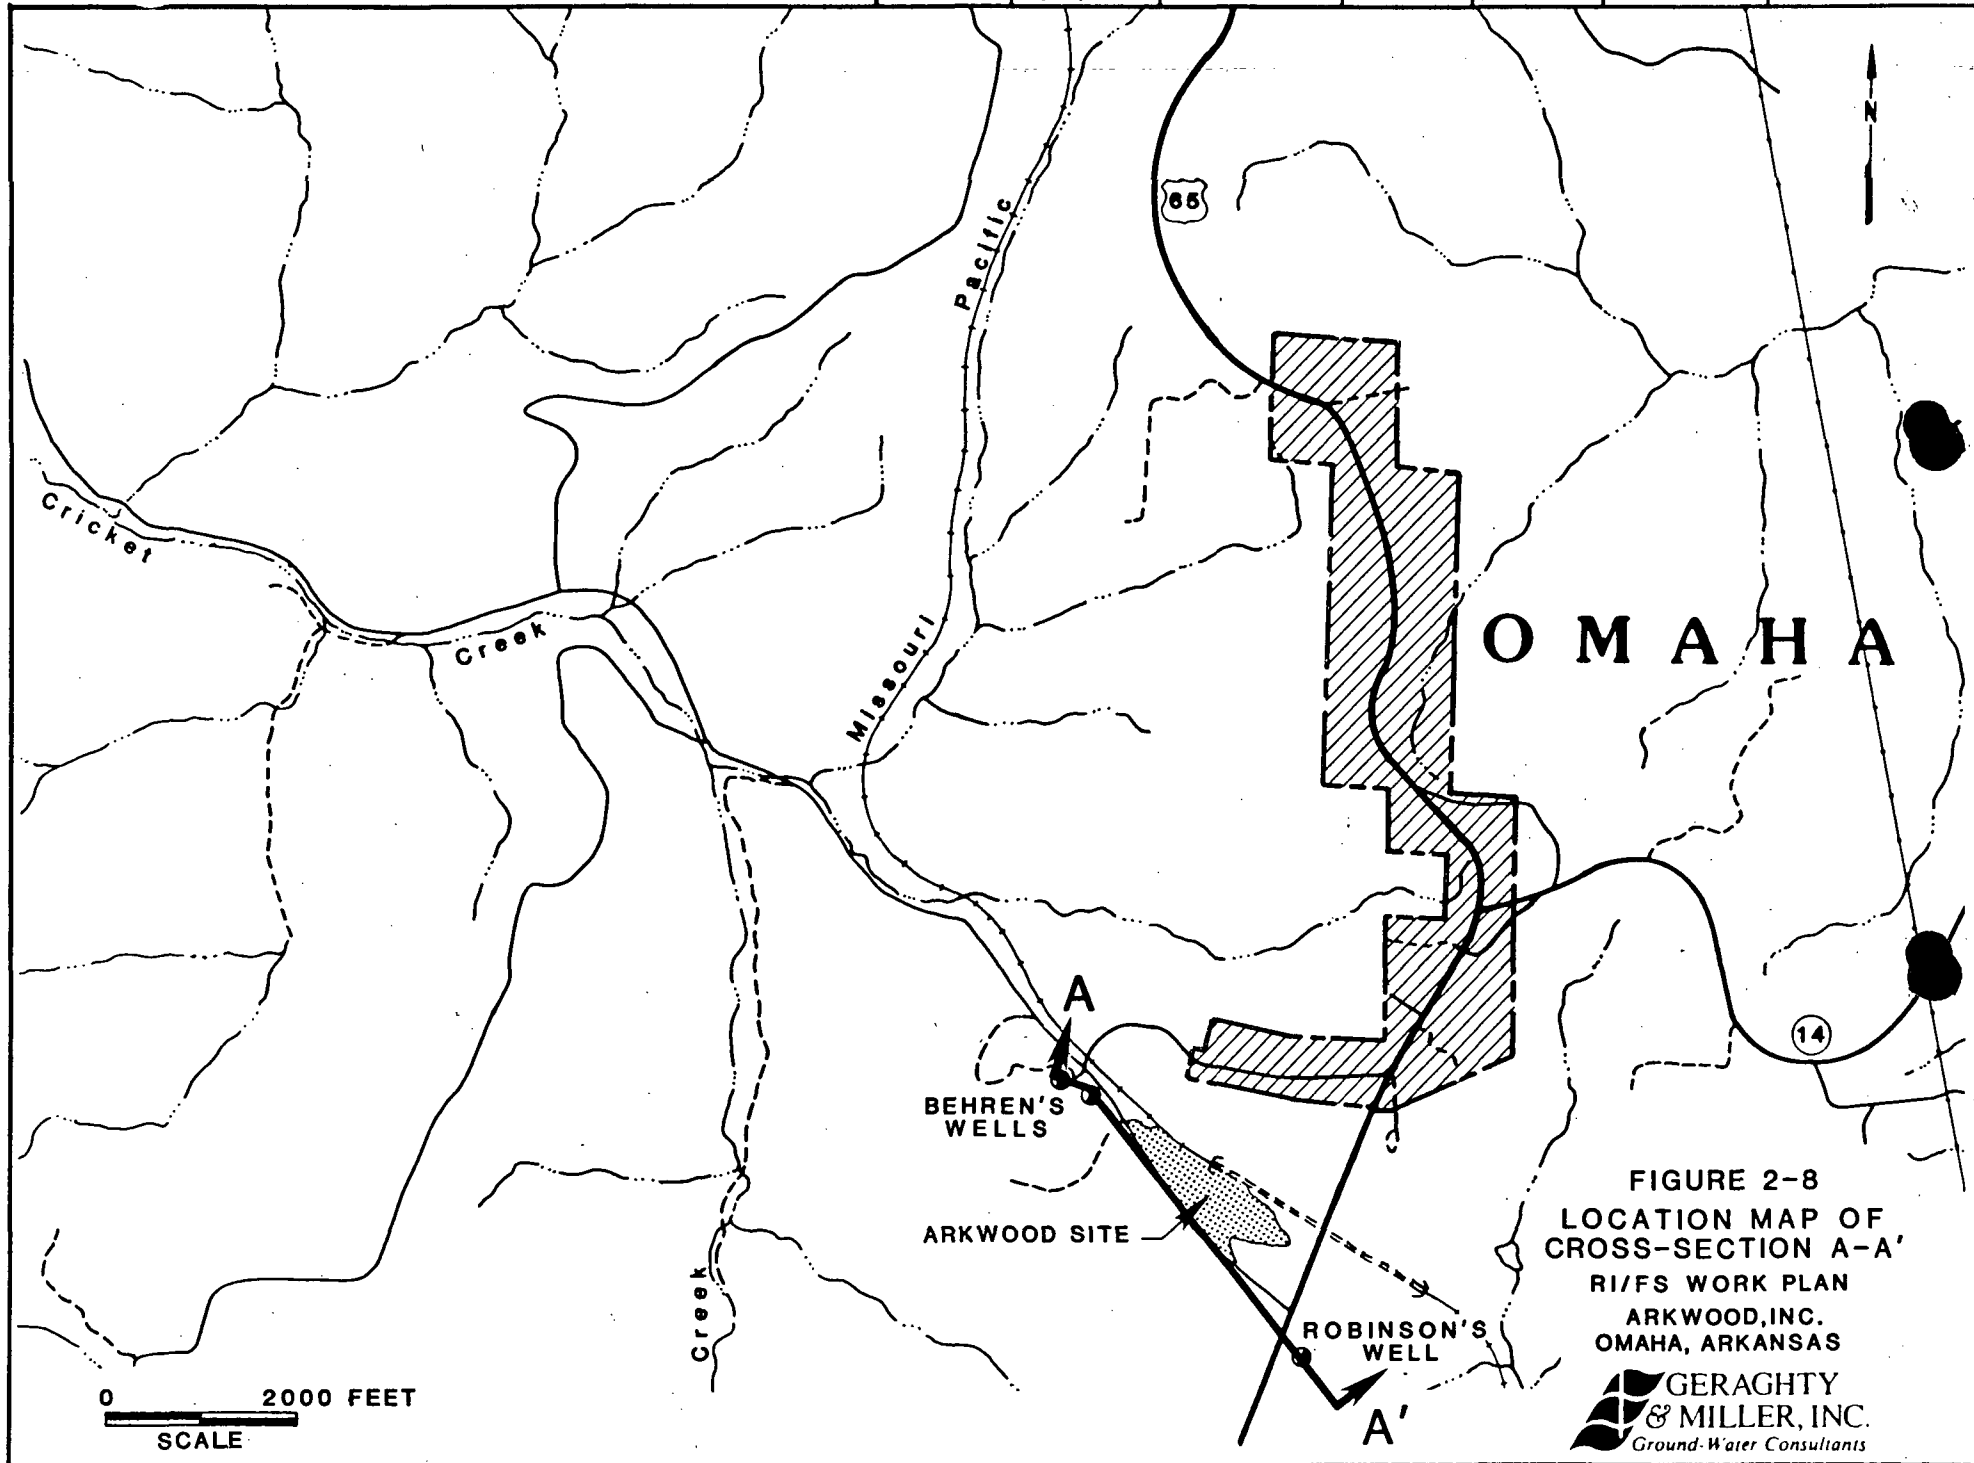 N
65
Pacific
Cricket
Creek
Missouri
OMAHA
14
A
BEHREN'S
WELLS
ARKWOOD SITE
Creek
ROBINSON'S
WELL
A'
0 2000 FEET
SCALE
FIGURE 2-8
LOCATION MAP OF
CROSS-SECTION A-A'
RI/FS WORK PLAN
ARKWOOD,INC.
OMAHA, ARKANSAS
GERAGHTY
& MILLER, INC.
Ground-Water Consultants